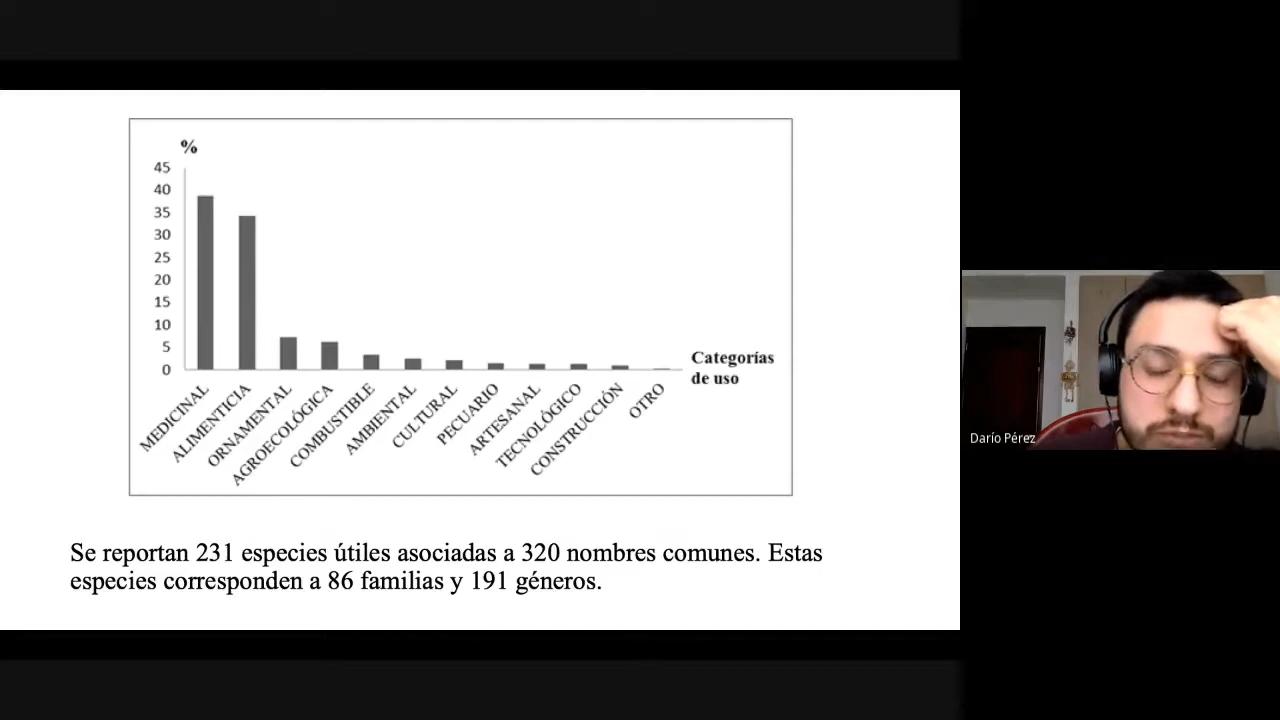 %
45
40
35
30
25
20
15
10
5
0
MEDICINAL
ALIMENTICIA
ORNAMENTAL
AGROECOLÓGICA
COMBUSTIBLE
AMBIENTAL
CULTURAL
PECUARIO
ARTESANAL
TECNOLÓGICO
CONSTRUCCIÓN
OTRO
Categorías
de uso
Se reportan 231 especies útiles asociadas a 320 nombres comunes. Estas
especies corresponden a 86 familias y 191 géneros.
Darío Pérez